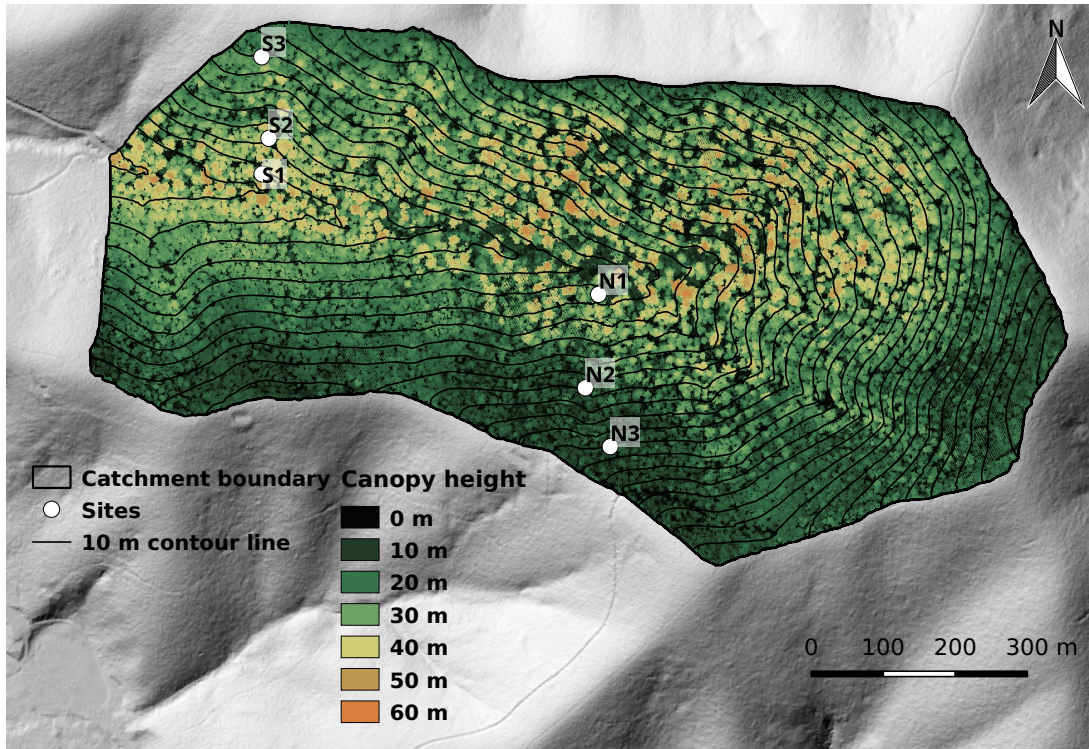 N
S3
S2
S1
N1
N2
N3
Catchment boundary
Sites
10 m contour line
Canopy height
0 m
10 m
20 m
30 m
40 m
50 m
60 m
0 100 200 300 m